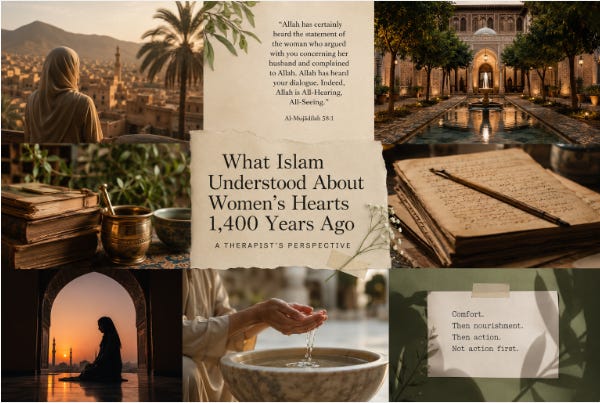 “Allah has certainly
heard the statement of
the woman who argued
with you concerning her
husband and complained
to Allah. Allah has heard
your dialogue. Indeed,
Allah is All-Hearing,
All-Seeing.”
Al-Mujādilah 58:1
What Islam
Understood About
Women’s Hearts
1,400 Years Ago
A THERAPIST’S PERSPECTIVE
Comfort.
Then nourishment.
Then action.
Not action first.